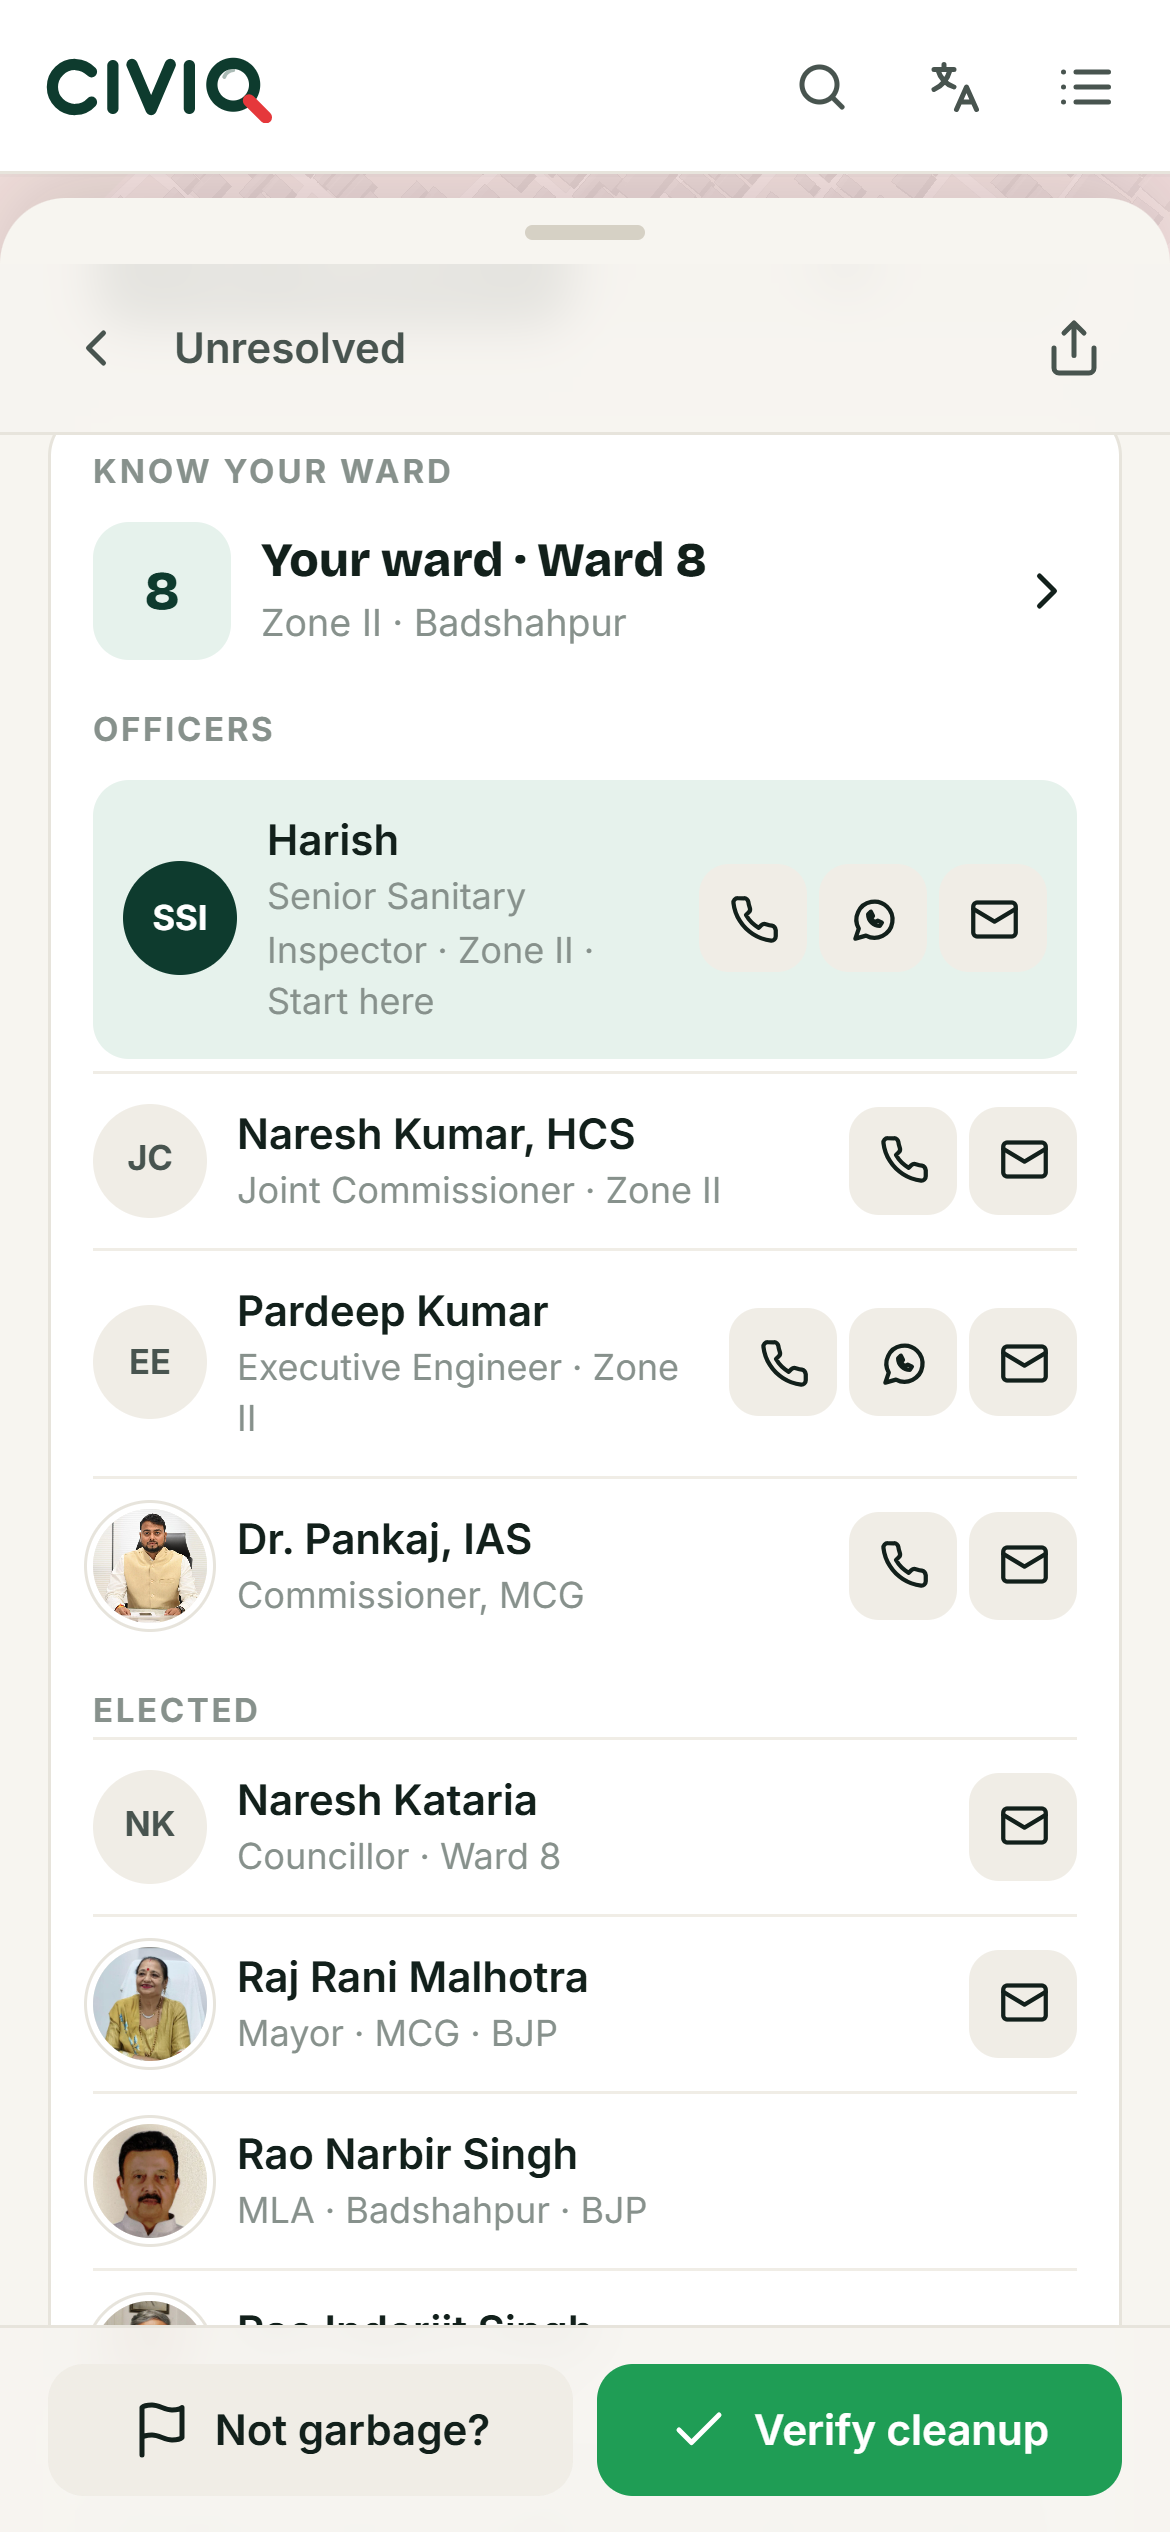 CIVIQ
Unresolved
KNOW YOUR WARD
8
Your ward · Ward 8
Zone II · Badshahpur
OFFICERS
SSI
Harish
Senior Sanitary
Inspector · Zone II ·
Start here
JC
Naresh Kumar, HCS
Joint Commissioner · Zone II
EE
Pardeep Kumar
Executive Engineer · Zone
II
Dr. Pankaj, IAS
Commissioner, MCG
ELECTED
NK
Naresh Kataria
Councillor · Ward 8
Raj Rani Malhotra
Mayor · MCG · BJP
Rao Narbir Singh
MLA · Badshahpur · BJP
Rao Inderjit Singh
Not garbage?
Verify cleanup